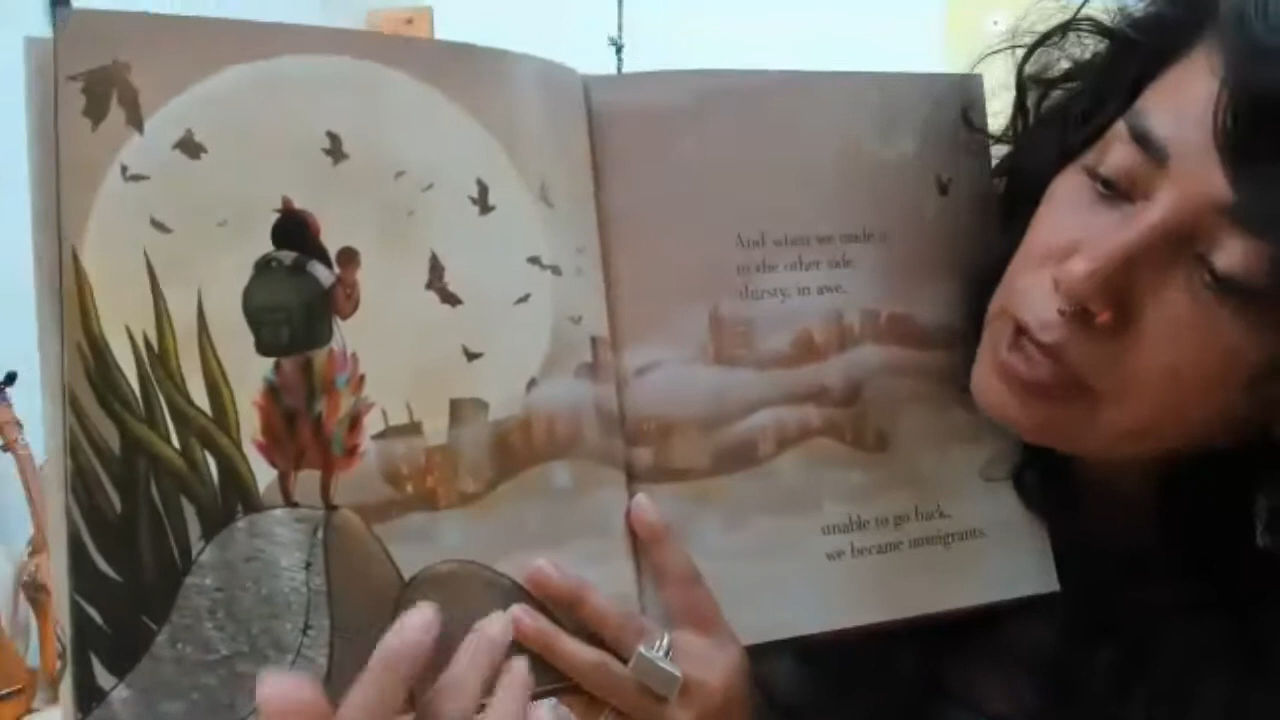 And when we made it
to the other side,
thirsty, in awe,
unable to go back,
we became immigrants.